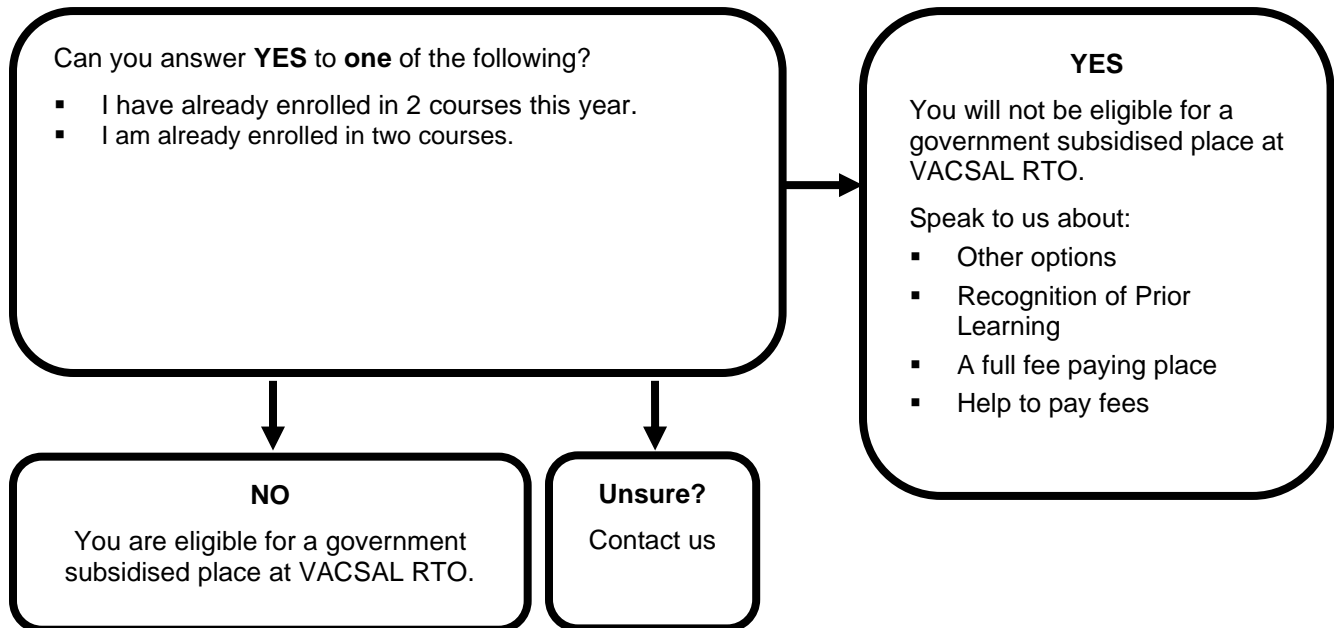 Can you answer YES to one of the following?
▪ I have already enrolled in 2 courses this year.
▪ I am already enrolled in two courses.
YES
You will not be eligible for a
government subsidised place at
VACSAL RTO.
Speak to us about:
▪ Other options
▪ Recognition of Prior
Learning
▪ A full fee paying place
▪ Help to pay fees
NO
You are eligible for a government
subsidised place at VACSAL RTO.
Unsure?
Contact us